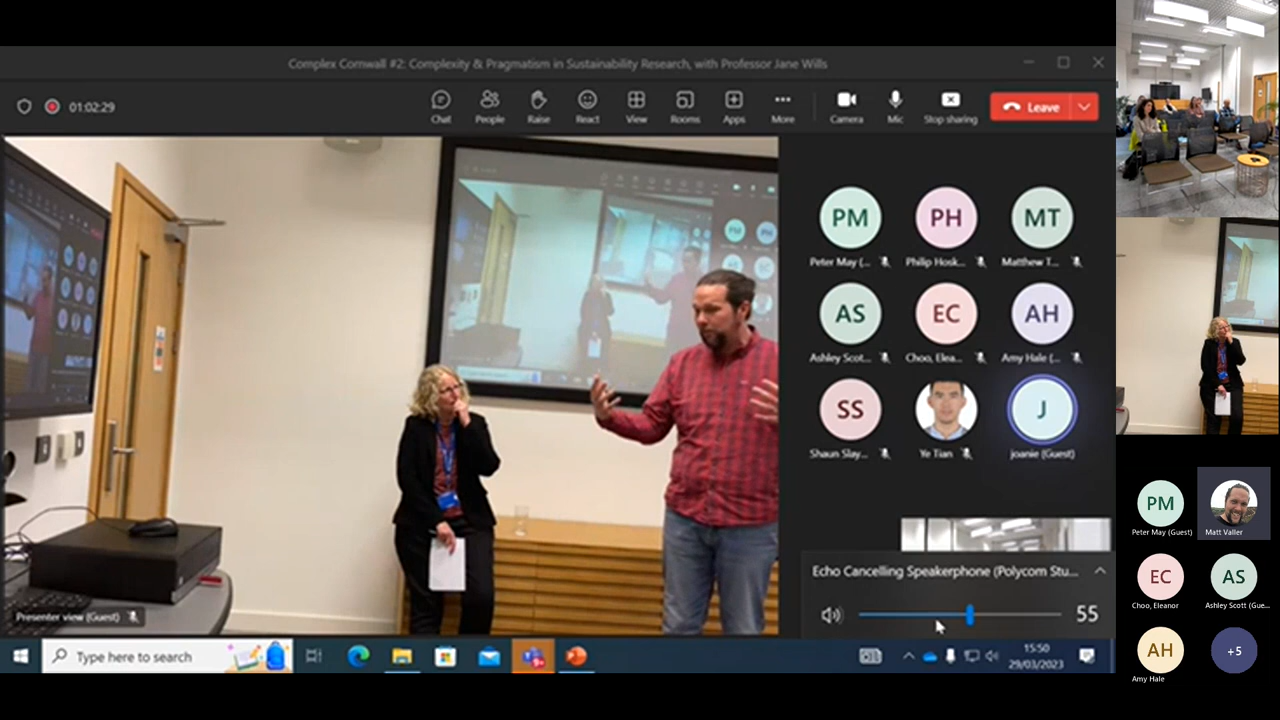 Complex Cornwall #2: Complexity & Pragmatism in Sustainability Research, with Professor Jane Wills
01:02:29
Chat
People
Raise
React
View
Rooms
Apps
More
Camera
Mic
Stop sharing
Leave
PM
PH
MT
Peter May (...
Philip Hosk...
Matthew T...
AS
EC
AH
Ashley Scot...
Choo, Elea...
Amy Hale (...
SS
J
Shaun Slay...
Ye Tian
joanie (Guest)
Echo Cancelling Speakerphone (Polycom Stu...
55
Presenter view (Guest)
Type here to search
15:50
29/03/2023
PM
Peter May (Guest)
Matt Valler
EC
AS
Choo, Eleanor
Ashley Scott (Gue...
AH
+5
Amy Hale
PM
PH